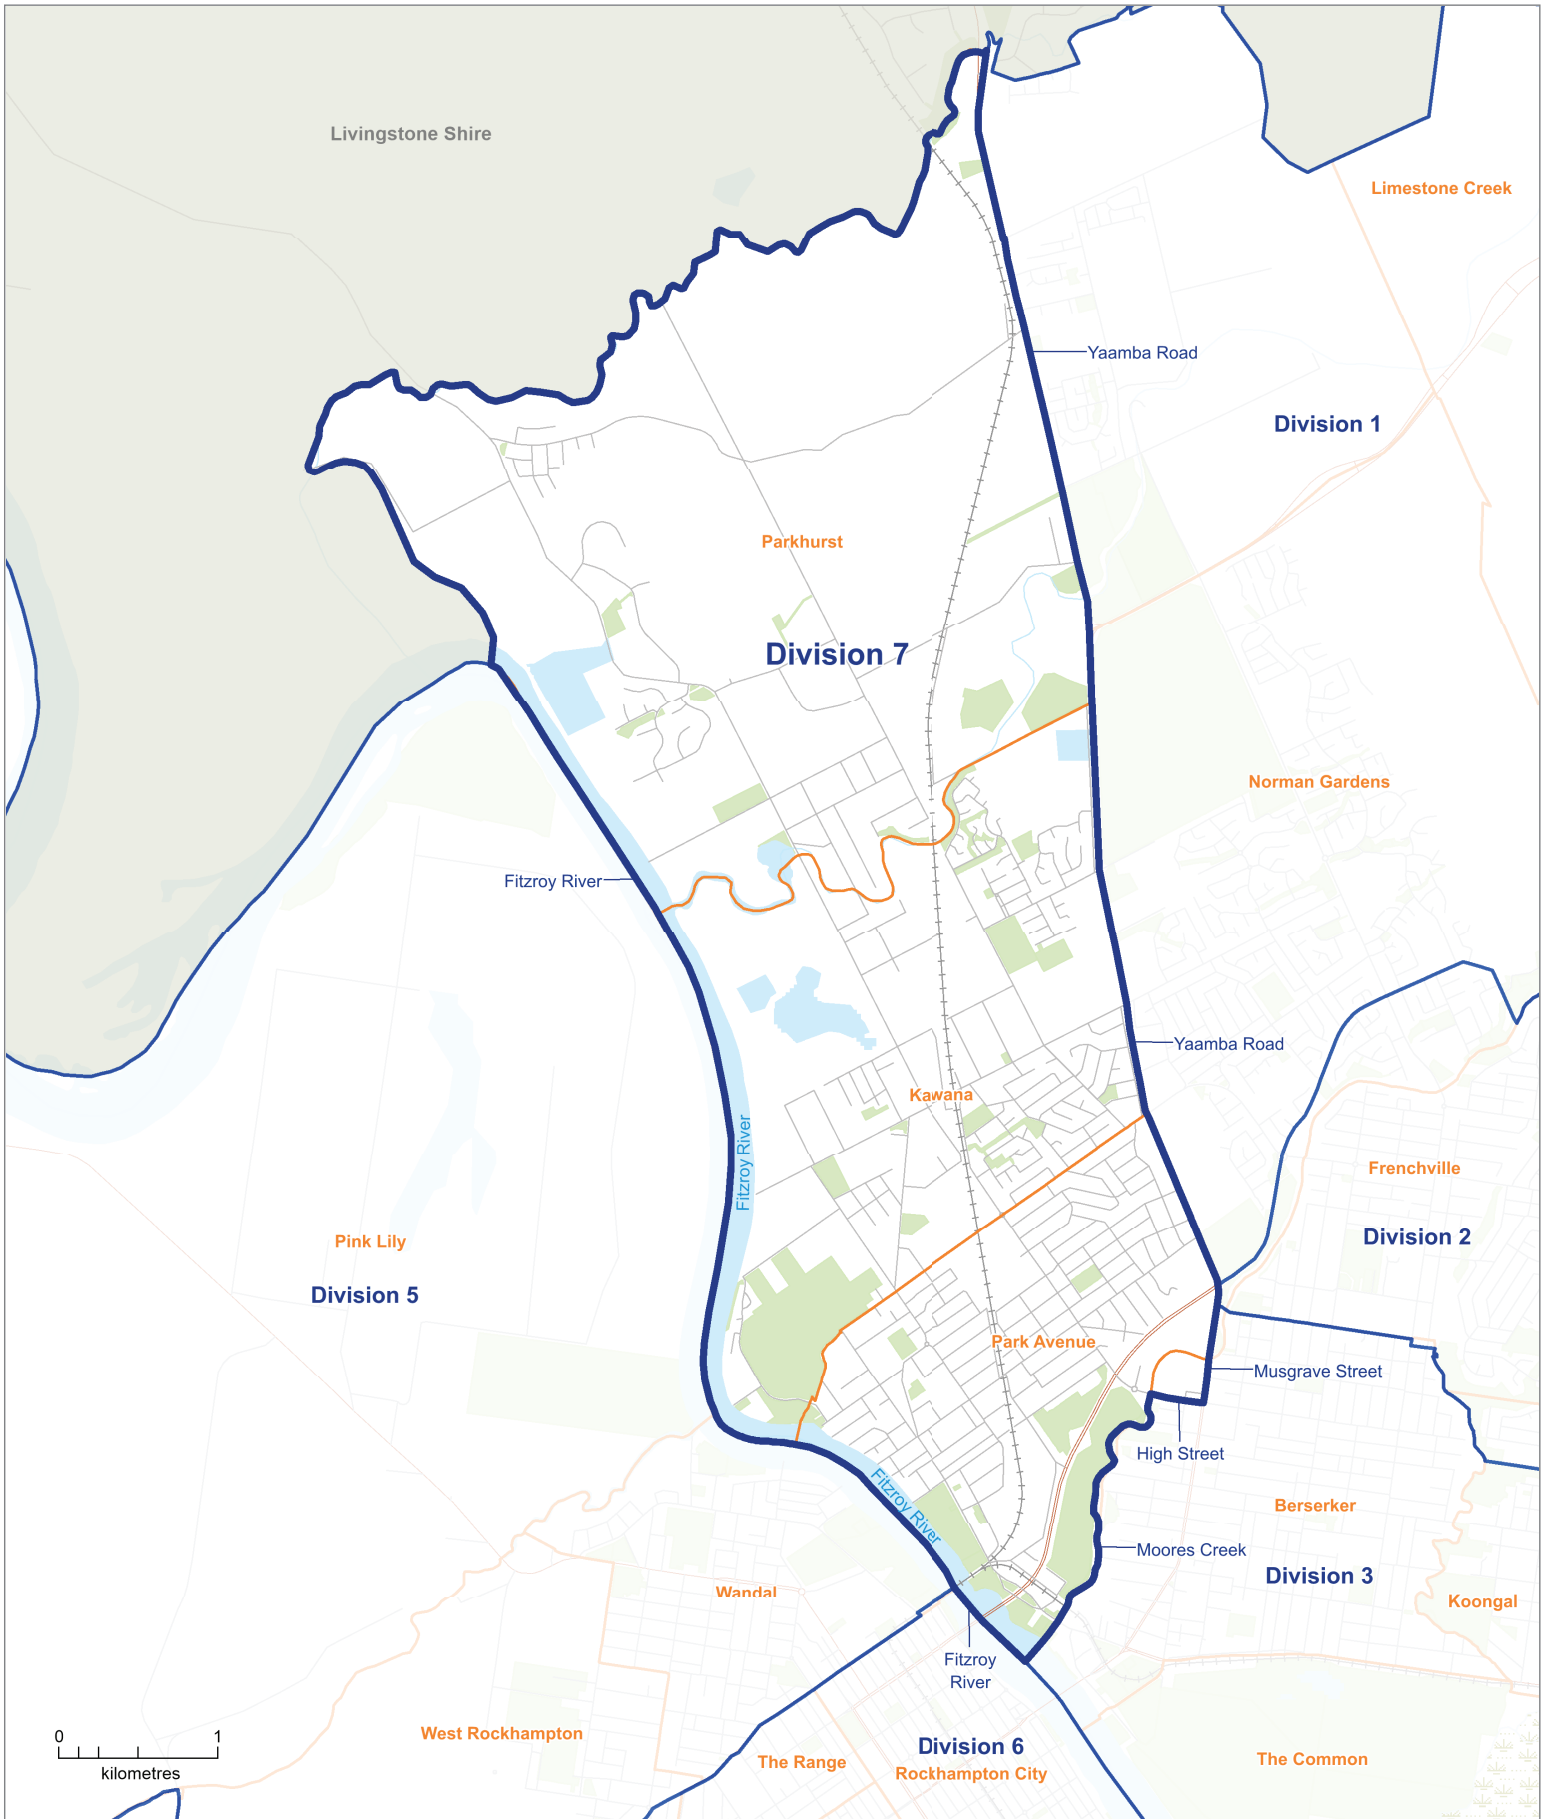 Livingstone Shire
Limestone Creek
Yaamba Road
Division 1
Parkhurst
Division 7
Norman Gardens
Fitzroy River
Yaamba Road
Kawana
Fitzroy River
Frenchville
Division 2
Pink Lily
Division 5
Park Avenue
Musgrave Street
High Street
Fitzroy River
Berserker
Moores Creek
Division 3
Wandal
Koongal
Fitzroy
River
West Rockhampton
Division 6
The Range
Rockhampton City
The Common
0 1
kilometres